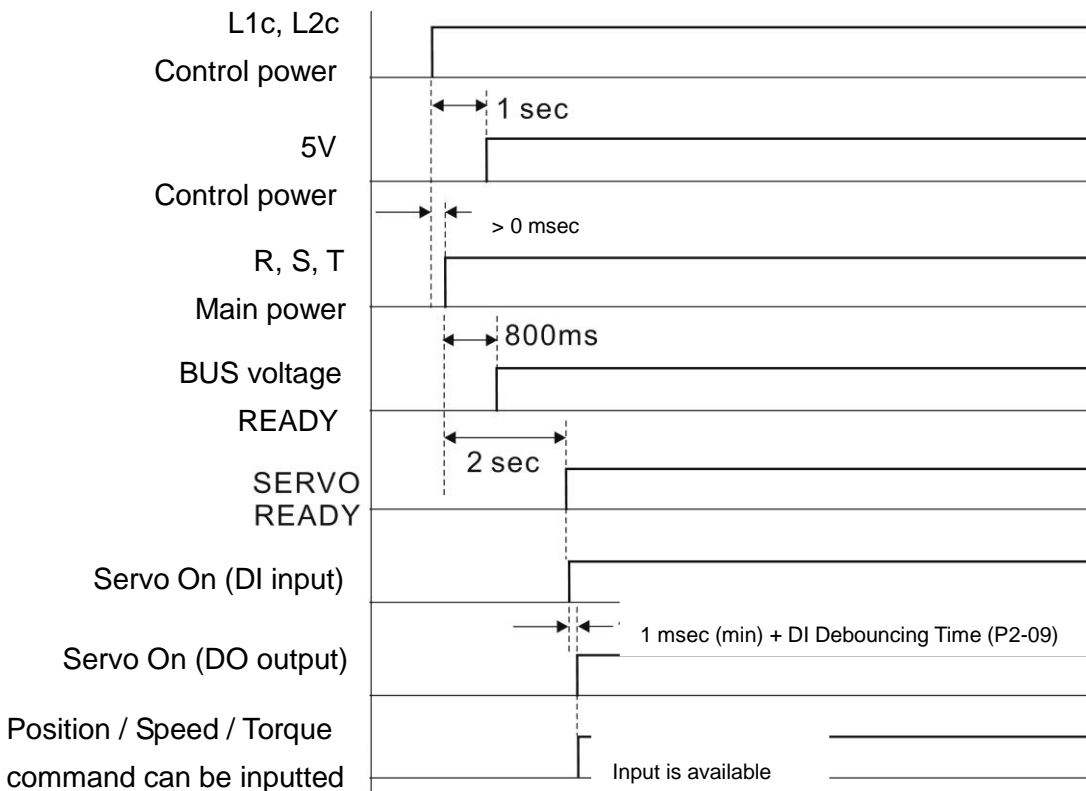 L1c, L2c
Control power
1 sec
5V
Control power
> 0 msec
R, S, T
Main power
800ms
BUS voltage
READY
2 sec
SERVO
READY
Servo On (DI input)
1 msec (min) + DI Debouncing Time (P2-09)
Servo On (DO output)
Position / Speed / Torque
command can be inputted
Input is available